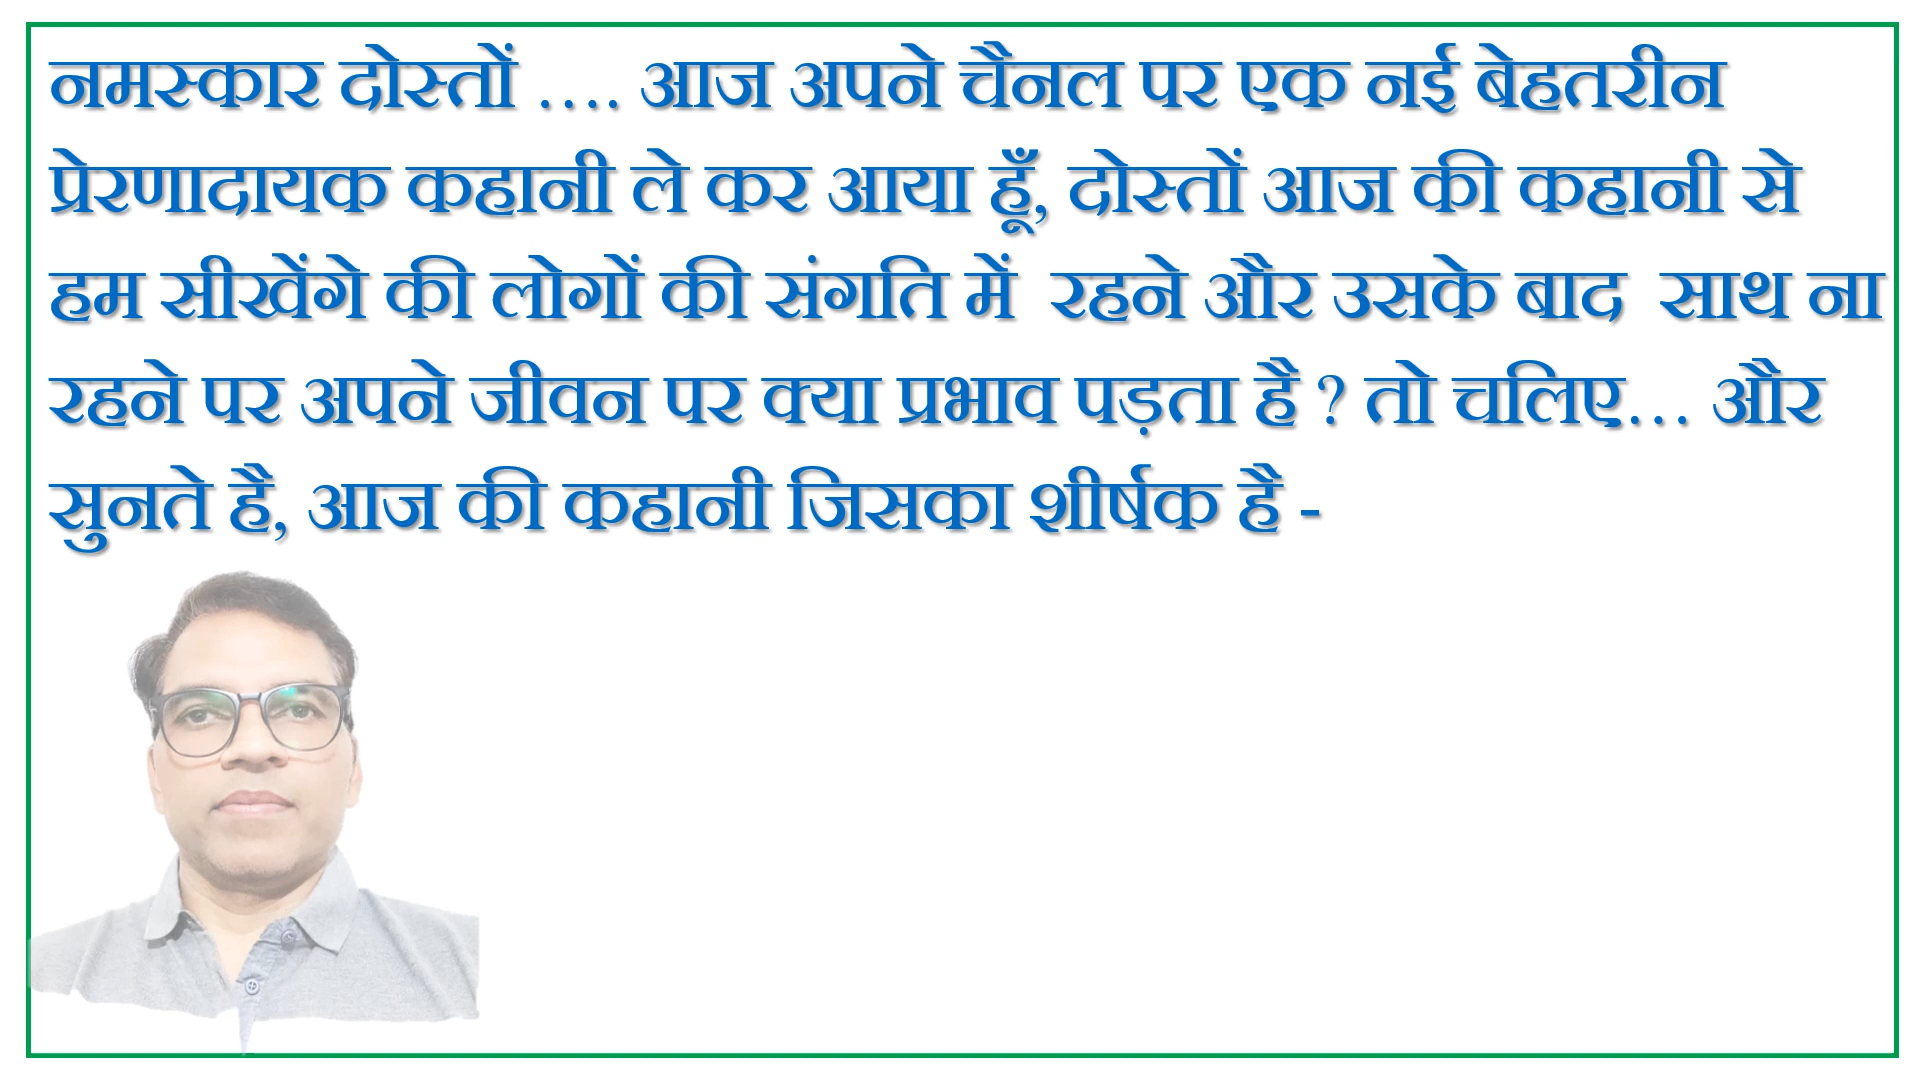 नमस्कार दोस्तों .... आज अपने चैनल पर एक नई बेहतरीन
प्रेरणादायक कहानी ले कर आया हूँ, दोस्तों आज की कहानी से
हम सीखेंगे की लोगों की संगति में  रहने और उसके बाद  साथ ना
रहने पर अपने जीवन पर क्या प्रभाव पड़ता है ? तो चलिए... और
सुनते है, आज की कहानी जिसका शीर्षक है -